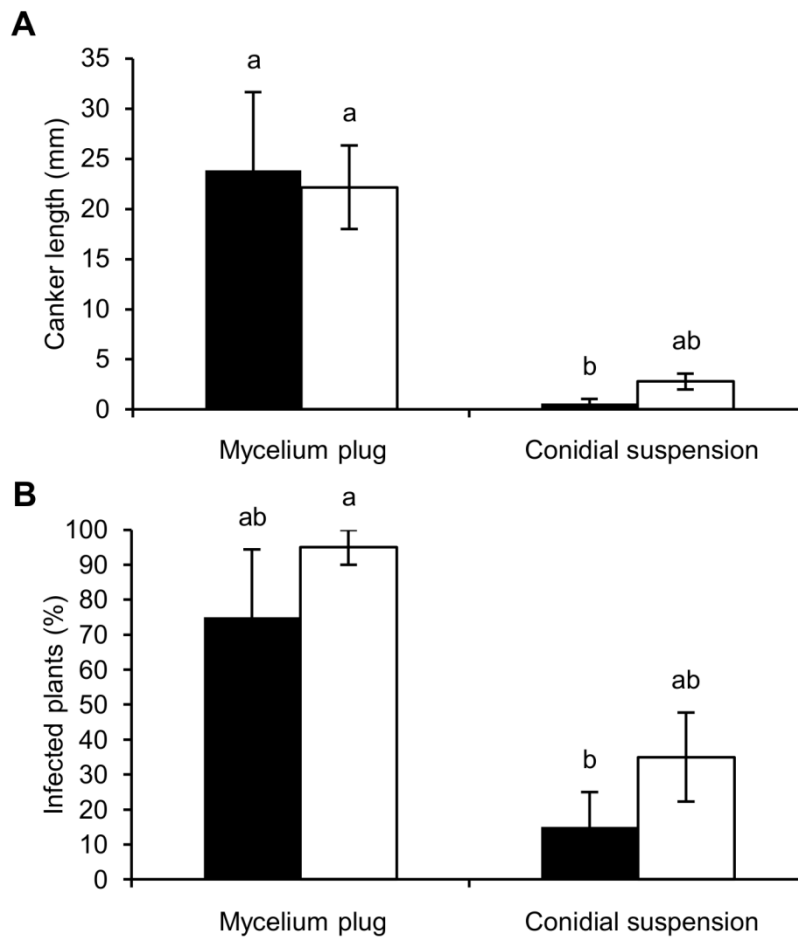 A
Canker length (mm)
35
30
25
20
15
10
5
0
a
a
b
ab
Mycelium plug
Conidial suspension
B
Infected plants (%)
100
90
80
70
60
50
40
30
20
10
0
ab
a
b
ab
Mycelium plug
Conidial suspension